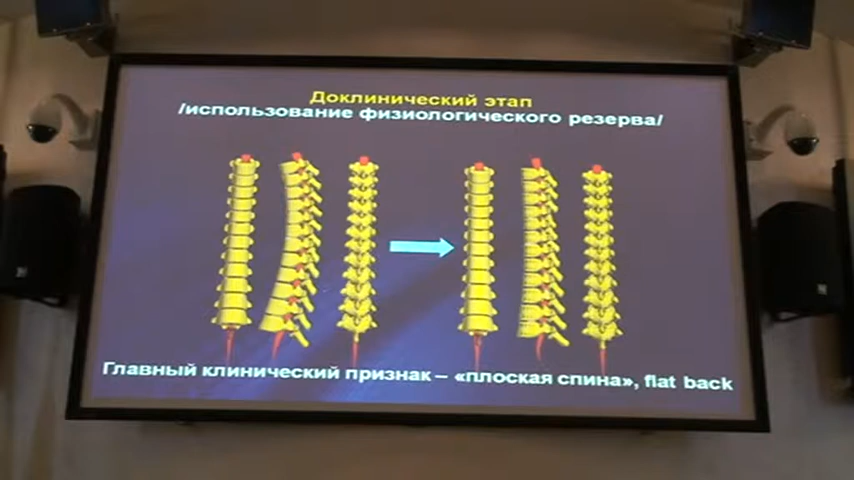 Доклинический этап
/использование физиологического резерва/
Главный клинический признак – «плоская спина», flat back